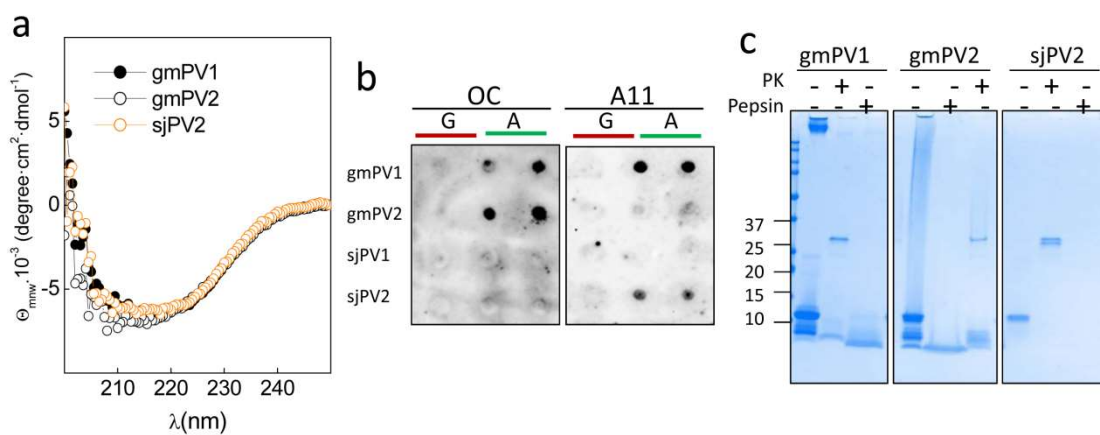 a
Θ_mnw. 10⁻³ (degree·cm²·dmol⁻¹)
gmPV1
gmPV2
sjPV2
5
0
-5
210 220 230 240
λ(nm)
b
OC A11
G A G A
gmPV1
gmPV2
sjPV1
sjPV2
c
gmPV1 gmPV2 sjPV2
PK - + - - - + - + -
Pepsin - - + - + - - - +
37
25
20
15
10